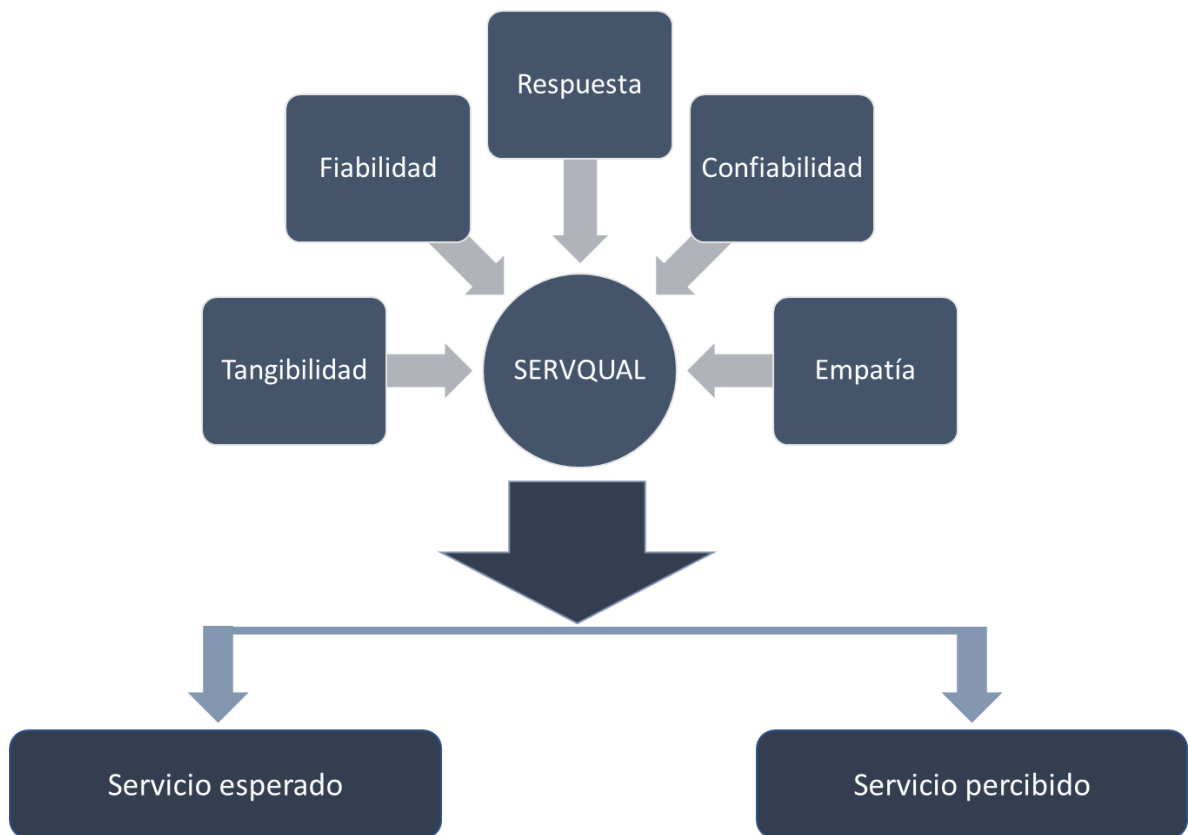 Respuesta
Fiabilidad
Confiabilidad
Tangibilidad
SERVQUAL
Empatía
Servicio esperado
Servicio percibido